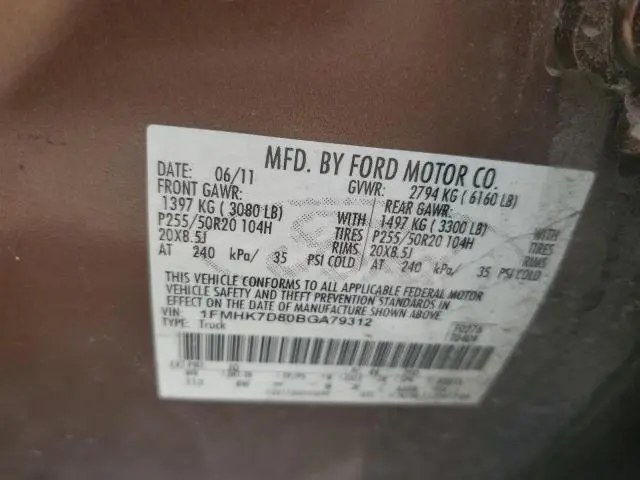 MFD. BY FORD MOTOR CO.
DATE: 06/11 GVWR: 2794 KG ( 6160 LB)
FRONT GAWR: REAR GAWR:
1397 KG ( 3080 LB) WITH 1497 KG ( 3300 LB) WITH
P255/50R20 104H TIRES P255/50R20 104H TIRES
20X8.5J RIMS 20X8.5J RIMS
AT 240 kPa/ 35 PSI COLD AT 240 kPa/ 35 PSI COLD
THIS VEHICLE CONFORMS TO ALL APPLICABLE FEDERAL MOTOR
VEHICLE SAFETY AND THEFT PREVENTION STANDARDS IN
EFFECT ON THE DATE OF MANUFACTURE SHOWN ABOVE.
VIN: 1FMHK7D80BGA79312
TYPE: Truck